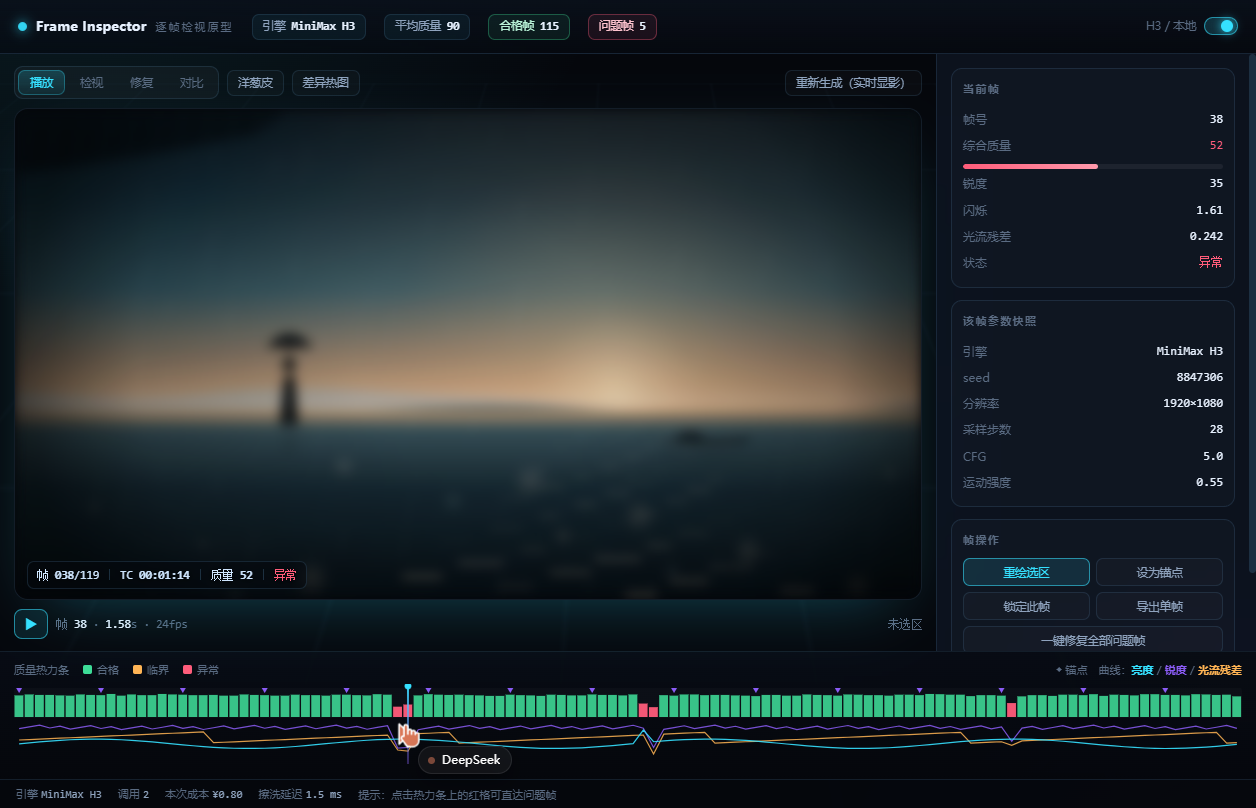 Frame Inspector 逐帧检视原型 引擎 MiniMax H3 平均质量 90 合格帧 115 问题帧 5 H3 / 本地
播放 检视 修复 对比 洋葱皮 差异热图 重新生成（实时显影）
帧 038/119 TC 00:01:14 质量 52 异常
帧 38 · 1.58s · 24fps 未选区
当前帧
帧号 38
综合质量 52
锐度 35
闪烁 1.61
光流残差 0.242
状态 异常
该帧参数快照
引擎 MiniMax H3
seed 8847306
分辨率 1920×1080
采样步数 28
CFG 5.0
运动强度 0.55
帧操作
重绘选区 设为锚点
锁定此帧 导出单帧
一键修复全部问题帧
质量热力条 合格 临界 异常 ✦锚点 曲线: 亮度 / 锐度 / 光流残差
DeepSeek
引擎 MiniMax H3 调用 2 本次成本 ¥0.80 擦洗延迟 1.5 ms 提示: 点击热力条上的红格可直达问题帧